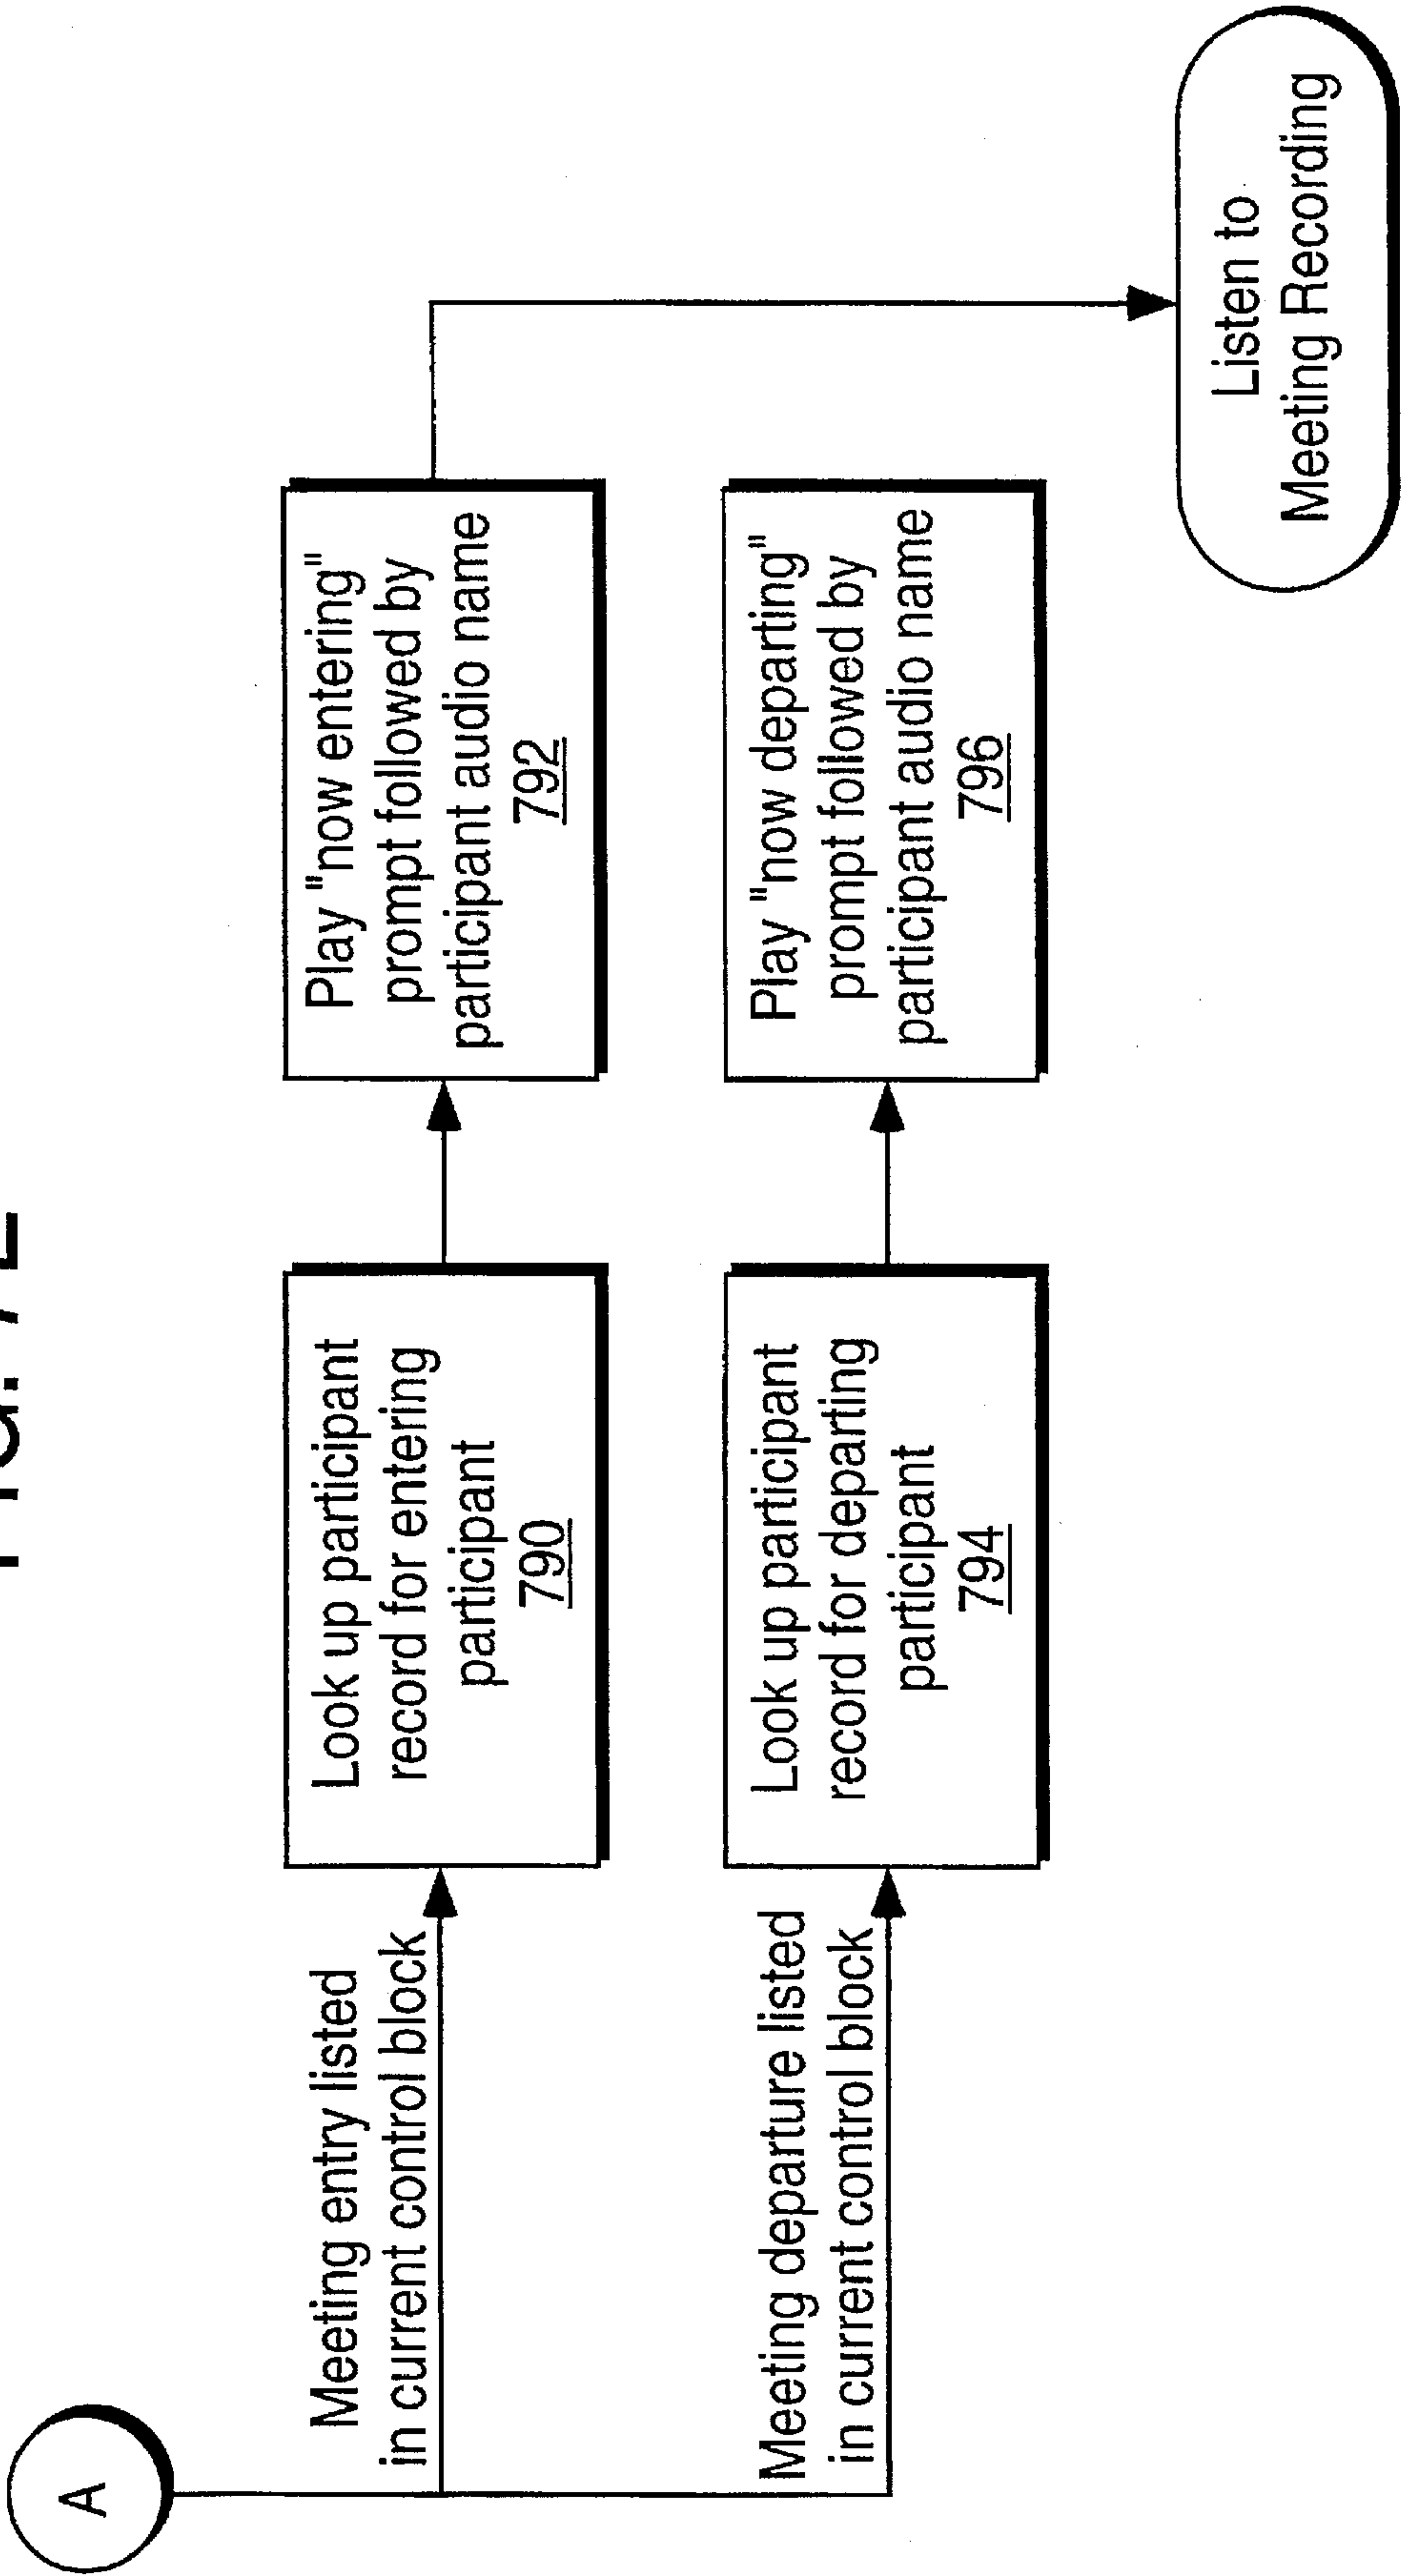 A
Meeting entry listed
in current control block
Look up participant
record for entering
participant
790
Play "now entering"
prompt followed by
participant audio name
792
Meeting departure listed
in current control block
Look up participant
record for departing
participant
794
Play "now departing"
prompt followed by
participant audio name
796
Listen to
Meeting Recording